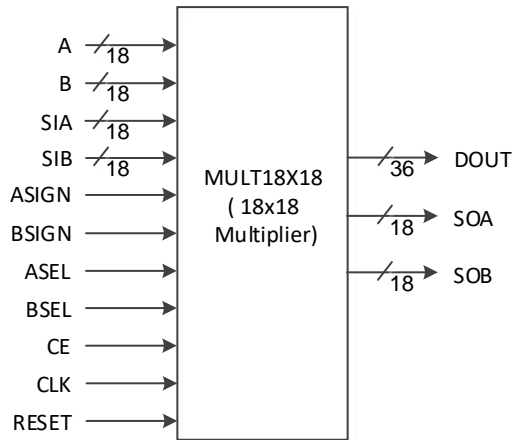 A
18
B
18
SIA
18
SIB
18
ASIGN
BSIGN
ASEL
BSEL
CE
CLK
RESET
MULT18X18
( 18x18
Multiplier)
36
DOUT
18
SOA
18
SOB